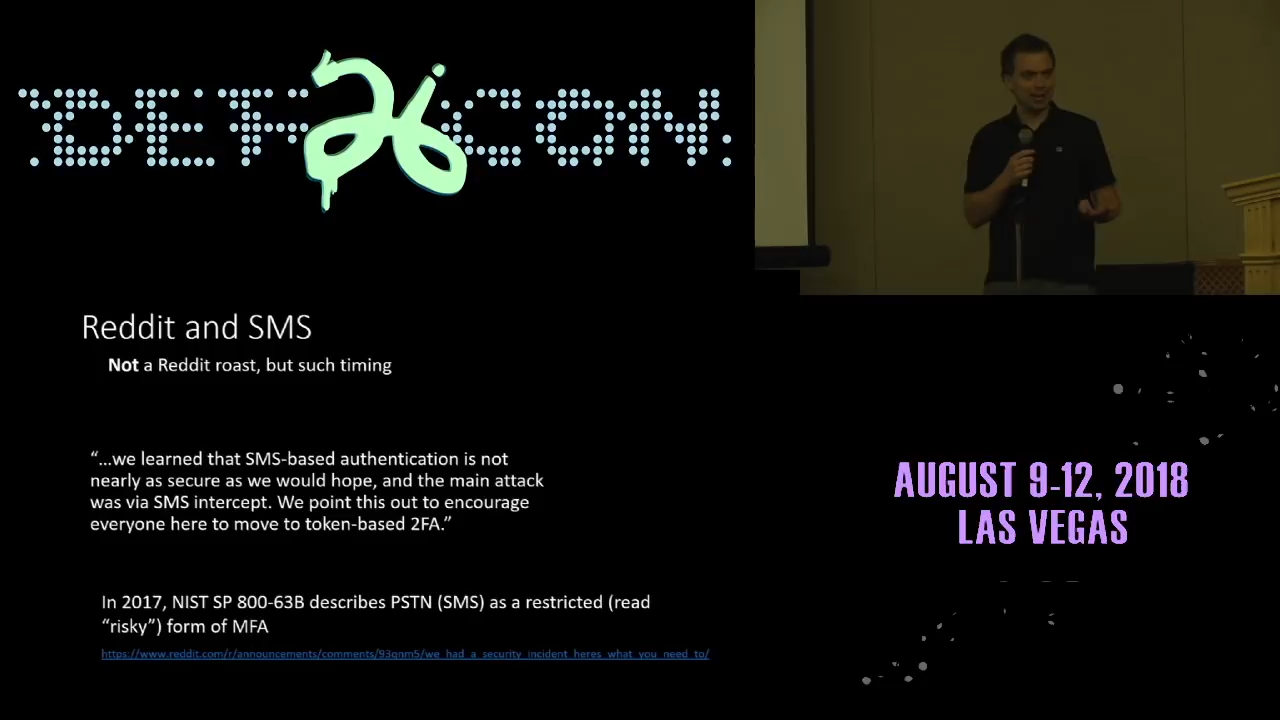 DEF 26 CON
Reddit and SMS
Not a Reddit roast, but such timing
“…we learned that SMS-based authentication is not
nearly as secure as we would hope, and the main attack
was via SMS intercept. We point this out to encourage
everyone here to move to token-based 2FA.”
In 2017, NIST SP 800-63B describes PSTN (SMS) as a restricted (read
“risky”) form of MFA
https://www.reddit.com/r/announcements/comments/93qnm5/we_had_a_security_incident_heres_what_you_need_to/
AUGUST 9-12, 2018
LAS VEGAS